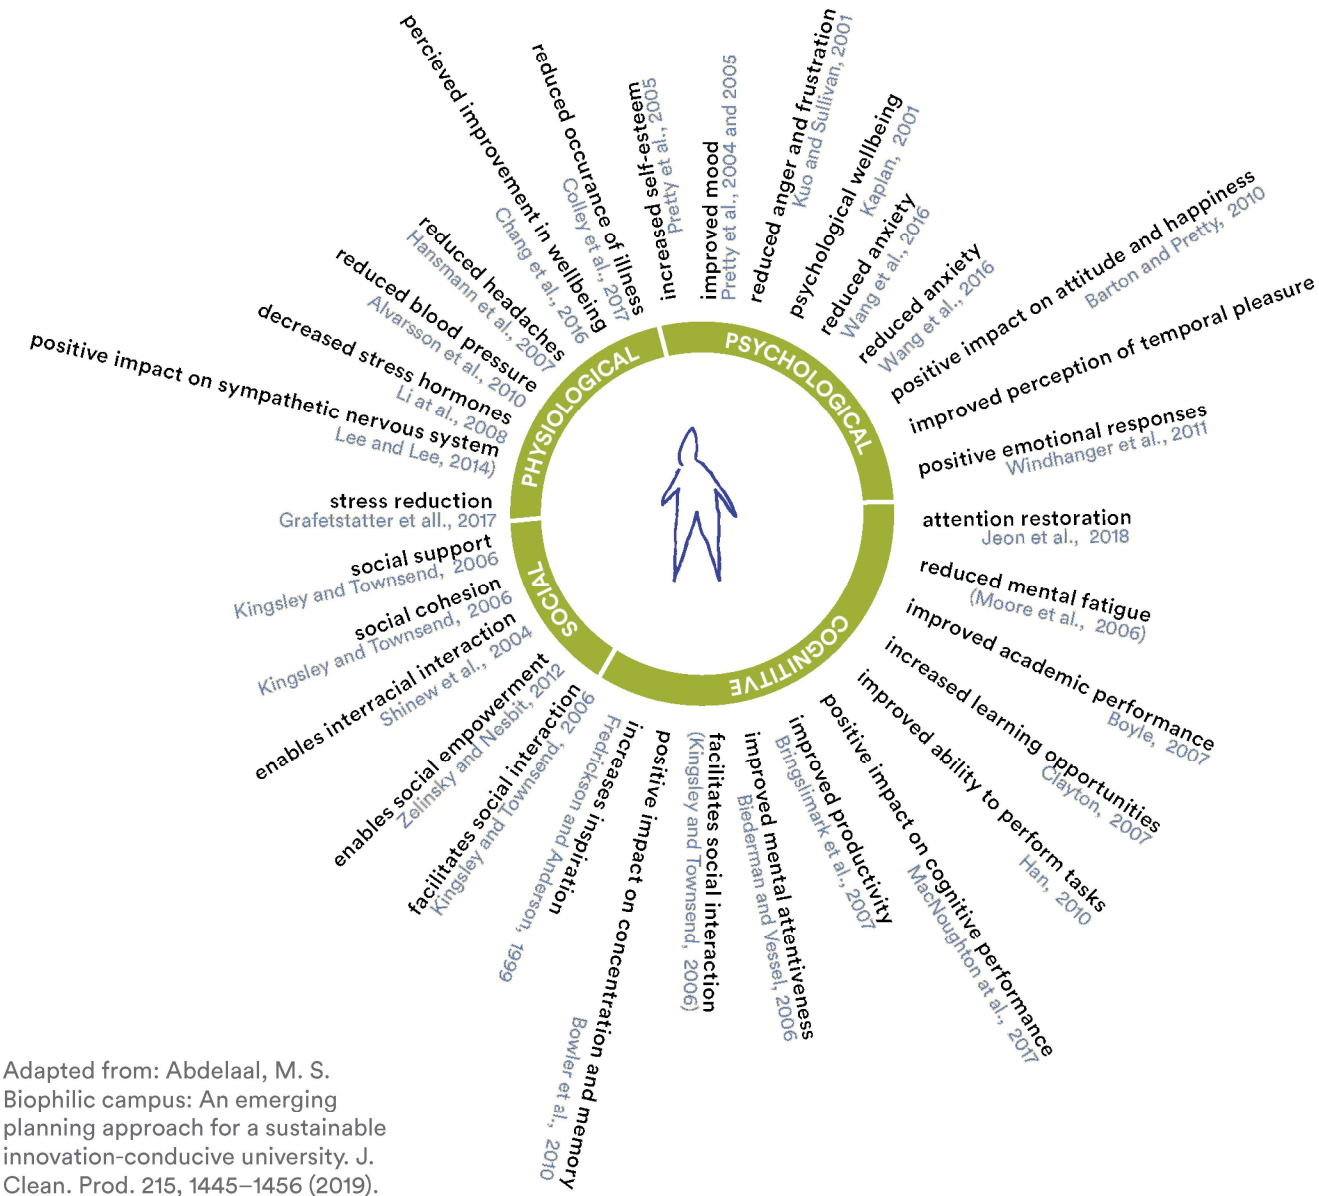 PSYCHOLOGICAL
increased self-esteem
Pretty et al., 2005
improved mood
Pretty et al., 2004 and 2005
reduced anger and frustration
Kuo and Sullivan, 2001
psychological wellbeing
Kaplan, 2001
reduced anxiety
Wang et al., 2016
reduced anxiety
Wang et al., 2016
positive impact on attitude and happiness
Barton and Pretty, 2010
improved perception of temporal pleasure
positive emotional responses
Windhanger et al., 2011
COGNITIVE
attention restoration
Jeon et al., 2018
reduced mental fatigue
(Moore et al., 2006)
improved academic performance
Boyle, 2007
increased learning opportunities
Clayton, 2007
improved ability to perform tasks
Han, 2010
positive impact on cognitive performance
MacNoughton at al., 2017
improved productivity
Bringslimark et al., 2007
improved mental attentiveness
Biederman and Vessel, 2006
facilitates social interaction
(Kingsley and Townsend, 2006)
positive impact on concentration and memory
Bowler et al., 2010
increases inspiration
Fredrickson and Anderson, 1999
SOCIAL
facilitates social interaction
Kingsley and Townsend, 2006
enables social empowerment
Zelinsky and Nesbit, 2012
enables interracial interaction
Shinew et al., 2004
social cohesion
Kingsley and Townsend, 2006
social support
Kingsley and Townsend, 2006
PHYSIOLOGICAL
stress reduction
Grafetstatter et all., 2017
positive impact on sympathetic nervous system
Lee and Lee, 2014)
decreased stress hormones
Li at al., 2008
reduced blood pressure
Alvarsson et al., 2010
reduced headaches
Hansmann et al., 2007
percieved improvement in wellbeing
Chang et al., 2016
reduced occurance of illness
Colley et al., 2017
Adapted from: Abdelaal, M. S.
Biophilic campus: An emerging
planning approach for a sustainable
innovation-conducive university. J.
Clean. Prod. 215, 1445–1456 (2019).